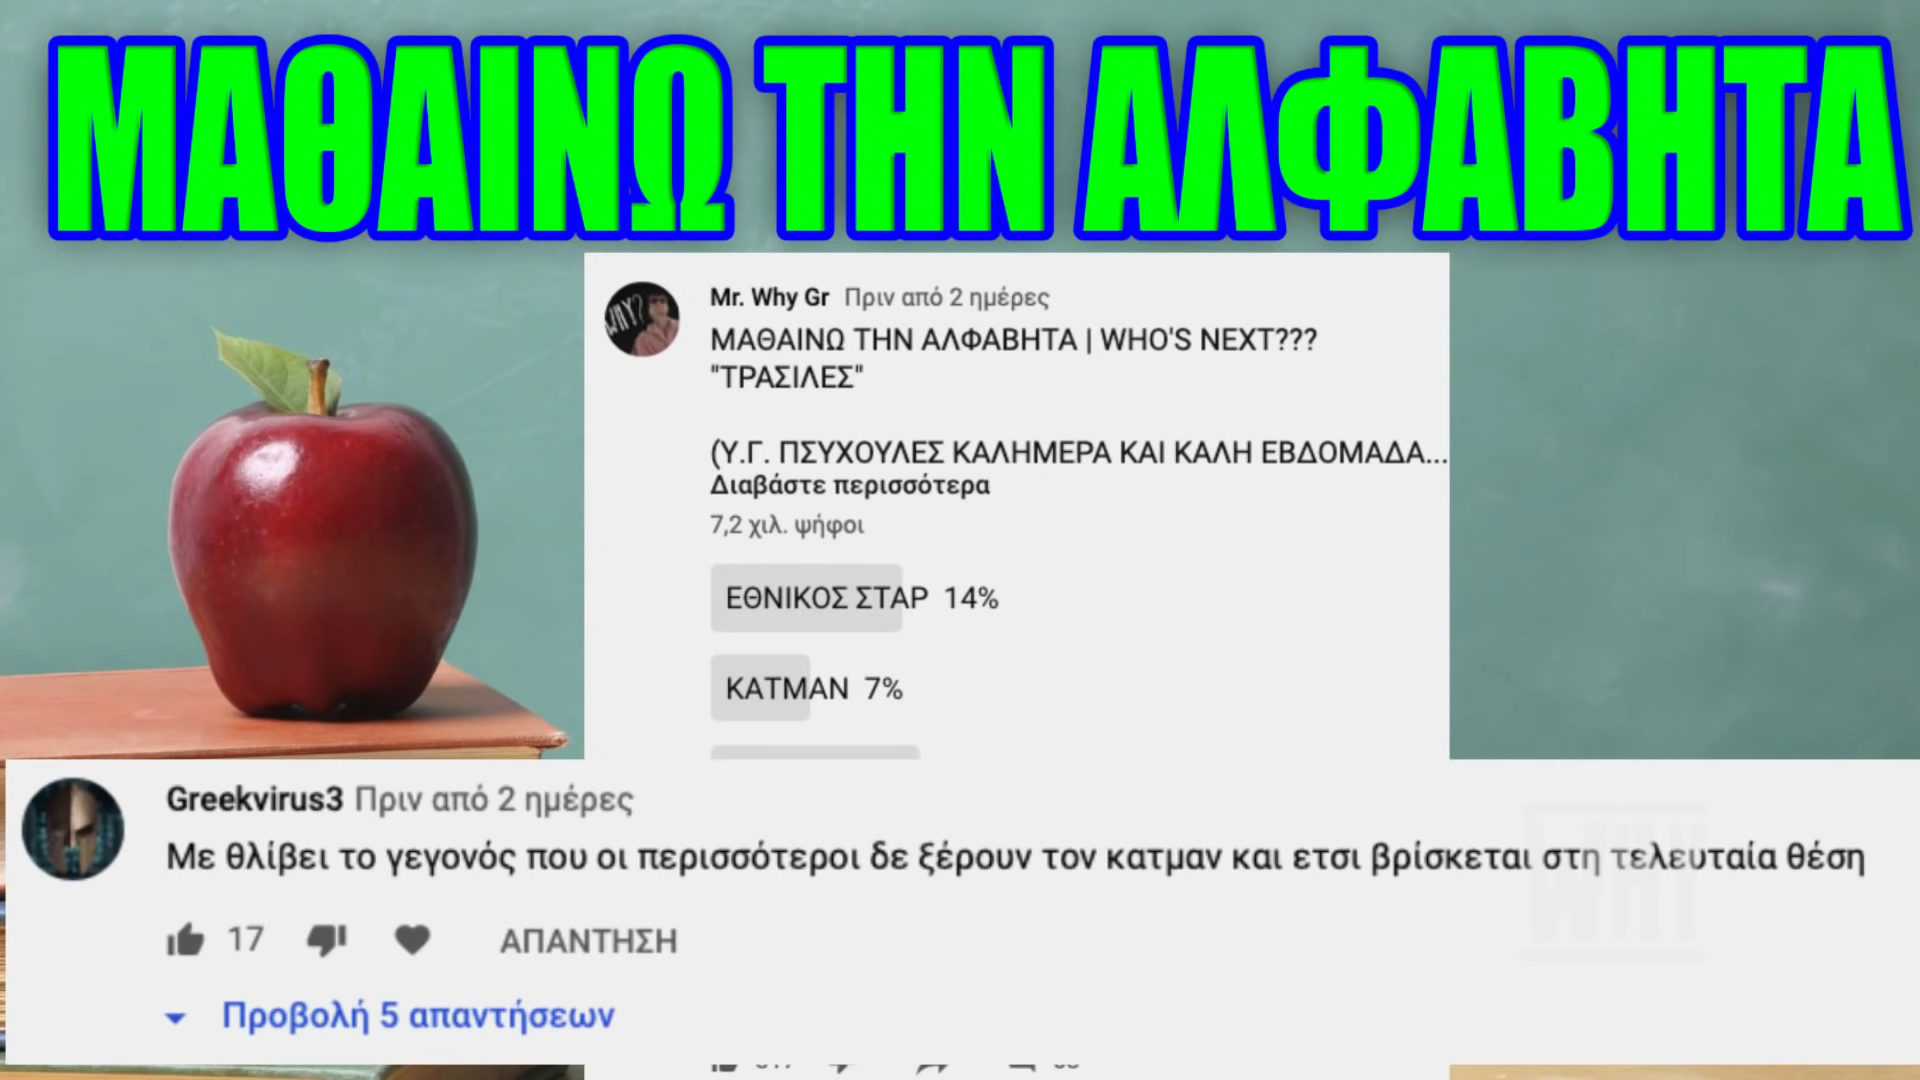 ΜΑΘΑΙΝΩ ΤΗΝ ΑΛΦΑΒΗΤΑ
WHY?
Mr. Why Gr Πριν από 2 ημέρες
ΜΑΘΑΙΝΩ ΤΗΝ ΑΛΦΑΒΗΤΑ | WHO'S NEXT???
"ΤΡΑΣΙΛΕΣ"
(Υ.Γ. ΠΣΥΧΟΥΛΕΣ ΚΑΛΗΜΕΡΑ ΚΑΙ ΚΑΛΗ ΕΒΔΟΜΑΔΑ...
Διαβάστε περισσότερα
7,2 χιλ. ψήφοι
ΕΘΝΙΚΟΣ ΣΤΑΡ 14%
ΚΑΤΜΑΝ 7%
Greekvirus3 Πριν από 2 ημέρες
Με θλίβει το γεγονός που οι περισσότεροι δε ξέρουν τον κατμαν και ετσι βρίσκεται στη τελευταία θέση
WHY
17 ΑΠΑΝΤΗΣΗ
Προβολή 5 απαντήσεων